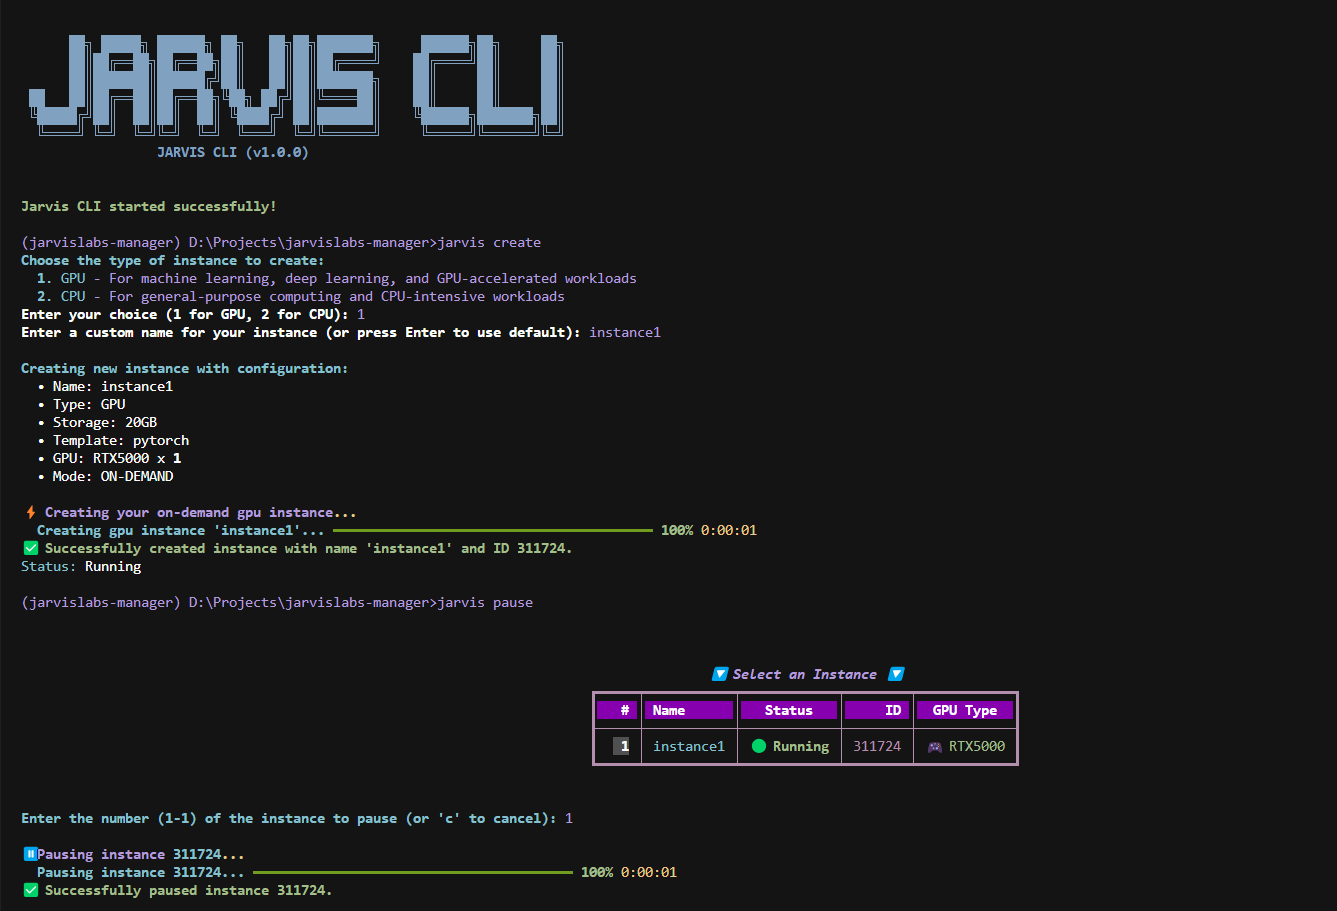 JARVIS CLI
JARVIS CLI (v1.0.0)
Jarvis CLI started successfully!
(jarvislabs-manager) D:\Projects\jarvislabs-manager>jarvis create
Choose the type of instance to create:
1. GPU - For machine learning, deep learning, and GPU-accelerated workloads
2. CPU - For general-purpose computing and CPU-intensive workloads
Enter your choice (1 for GPU, 2 for CPU): 1
Enter a custom name for your instance (or press Enter to use default): instance1
Creating new instance with configuration:
• Name: instance1
• Type: GPU
• Storage: 20GB
• Template: pytorch
• GPU: RTX5000 x 1
• Mode: ON-DEMAND
⚡ Creating your on-demand gpu instance...
Creating gpu instance 'instance1'... 100% 0:00:01
✅ Successfully created instance with name 'instance1' and ID 311724.
Status: Running
(jarvislabs-manager) D:\Projects\jarvislabs-manager>jarvis pause
🔽 Select an Instance 🔽
# Name Status ID GPU Type
1 instance1 🟢 Running 311724 🎮 RTX5000
Enter the number (1-1) of the instance to pause (or 'c' to cancel): 1
⏸Pausing instance 311724...
Pausing instance 311724... 100% 0:00:01
✅ Successfully paused instance 311724.